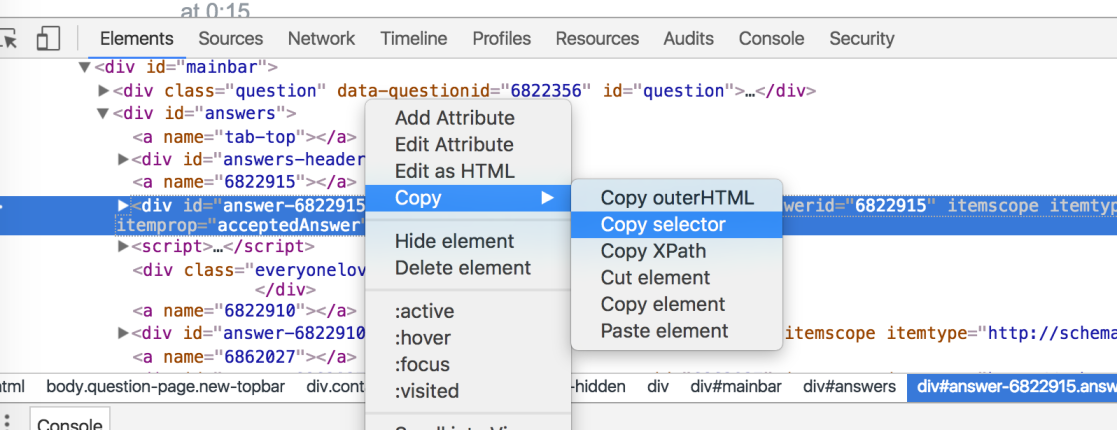 at 0:15
Elements Sources Network Timeline Profiles Resources Audits Console Security
▼<div id="mainbar">
▶<div class="question" data-questionid="6822356" id="question">…</div>
▼<div id="answers">
<a name="tab-top"></a>
▶<div id="answers-header
<a name="6822915"></a>
▶<div id="answer-6822915 werid="6822915" itemscope itemtyp
itemprop="acceptedAnswer"
▶<script>…</script>
<div class="everyonelov
</div>
<a name="6822910"></a>
▶<div id="answer-6822910 itemscope itemtype="http://schema
<a name="6862027"></a>
Add Attribute
Edit Attribute
Edit as HTML
Copy ▶
Hide element
Delete element
:active
:hover
:focus
:visited
Copy outerHTML
Copy selector
Copy XPath
Cut element
Copy element
Paste element
html body.question-page.new-topbar div.cont -hidden div div#mainbar div#answers div#answer-6822915.answ
Console